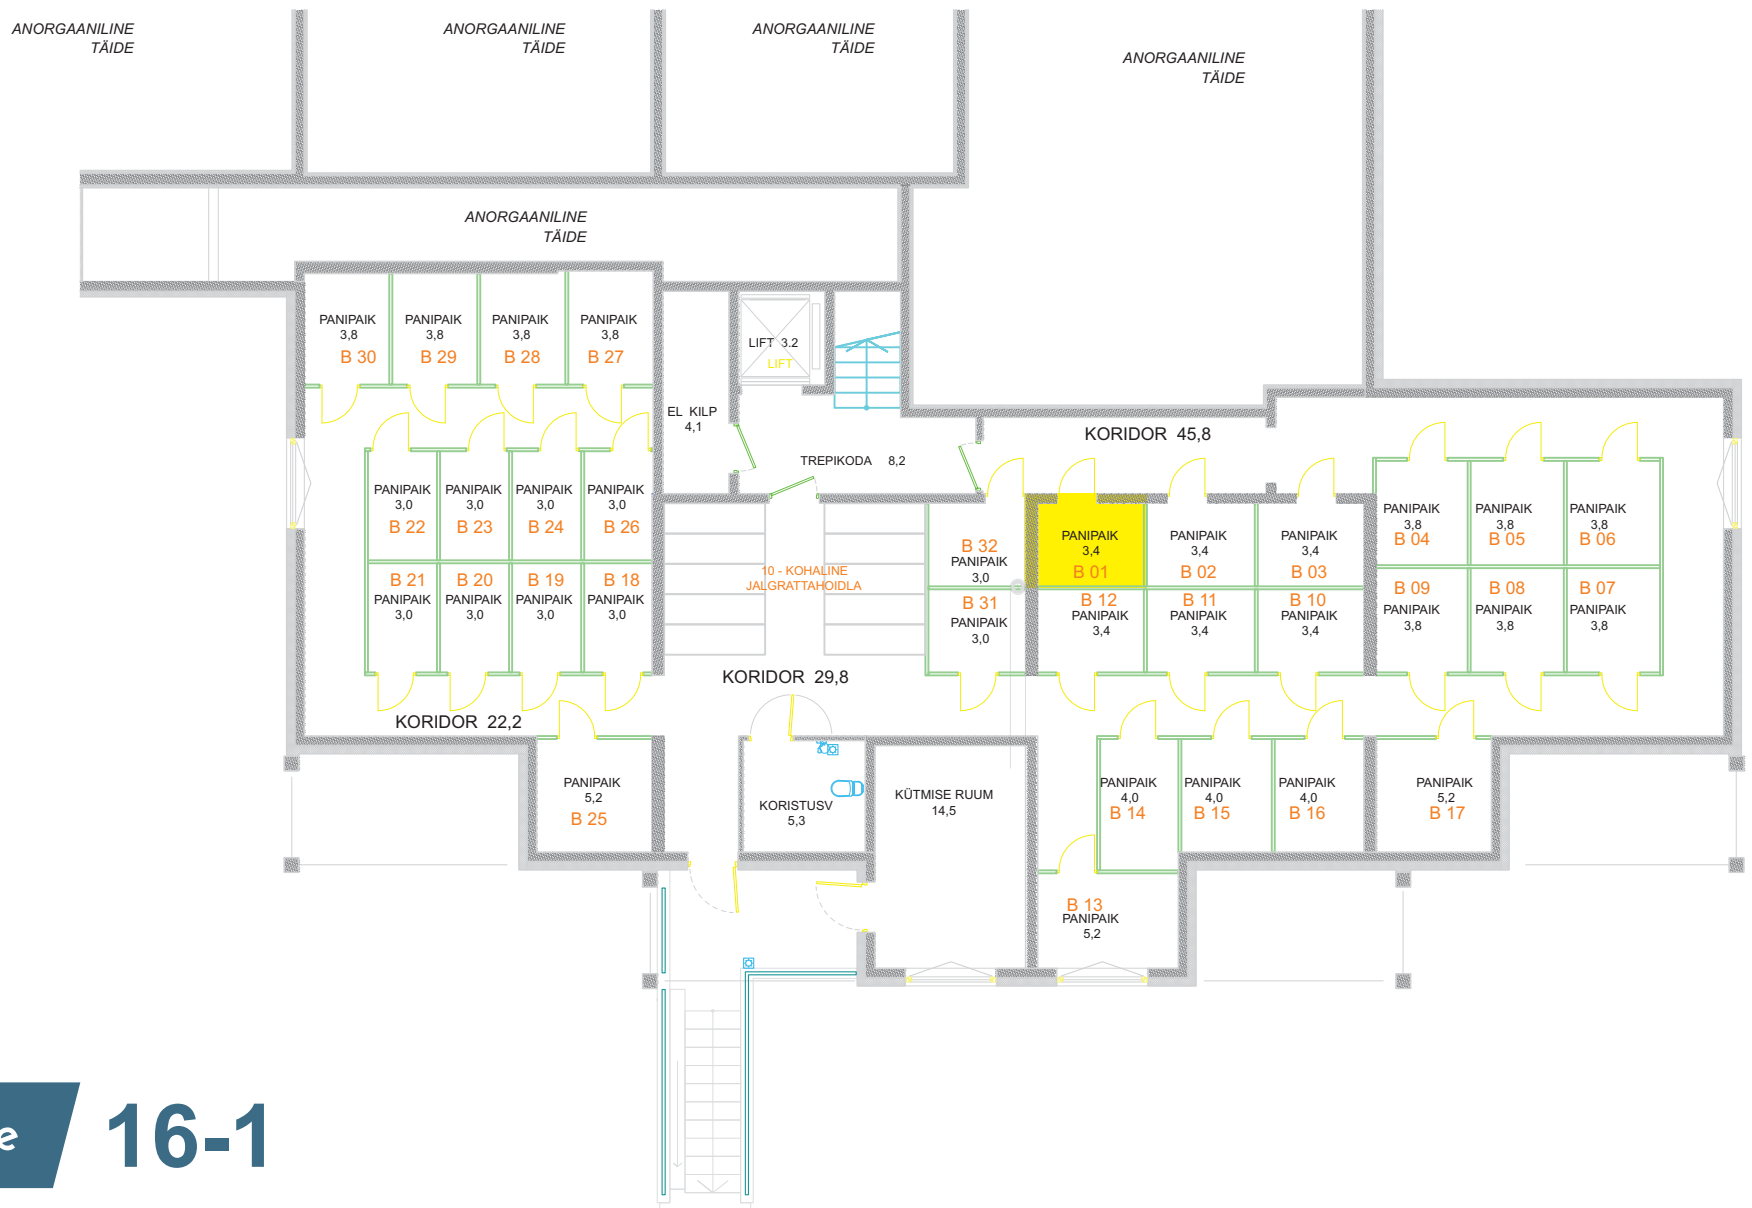 ANORGAANILINE
TÄIDE
ANORGAANILINE
TÄIDE
ANORGAANILINE
TÄIDE
ANORGAANILINE
TÄIDE
ANORGAANILINE
TÄIDE
PANIPAIK
3,8
B 30
PANIPAIK
3,8
B 29
PANIPAIK
3,8
B 28
PANIPAIK
3,8
B 27
LIFT 3.2
LIFT
EL KILP
4,1
TREPIKODA 8,2
KORIDOR 45,8
PANIPAIK
3,0
B 22
PANIPAIK
3,0
B 23
PANIPAIK
3,0
B 24
PANIPAIK
3,0
B 26
B 21
PANIPAIK
3,0
B 20
PANIPAIK
3,0
B 19
PANIPAIK
3,0
B 18
PANIPAIK
3,0
10 - KOHALINE
JALGRATTAHOIDLA
B 32
PANIPAIK
3,0
B 31
PANIPAIK
3,0
PANIPAIK
3,4
B 01
PANIPAIK
3,4
B 02
PANIPAIK
3,4
B 03
PANIPAIK
3,8
B 04
PANIPAIK
3,8
B 05
PANIPAIK
3,8
B 06
B 12
PANIPAIK
3,4
B 11
PANIPAIK
3,4
B 10
PANIPAIK
3,4
B 09
PANIPAIK
3,8
B 08
PANIPAIK
3,8
B 07
PANIPAIK
3,8
KORIDOR 29,8
KORIDOR 22,2
PANIPAIK
5,2
B 25
KORISTUSV
5,3
KÜTMISE RUUM
14,5
PANIPAIK
4,0
B 14
PANIPAIK
4,0
B 15
PANIPAIK
4,0
B 16
PANIPAIK
5,2
B 17
B 13
PANIPAIK
5,2
e
16-1